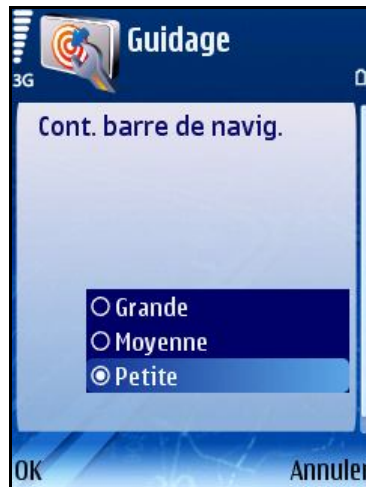 Guidage
3G
Cont. barre de navig.
Grande
Moyenne
Petite
OK Annuler